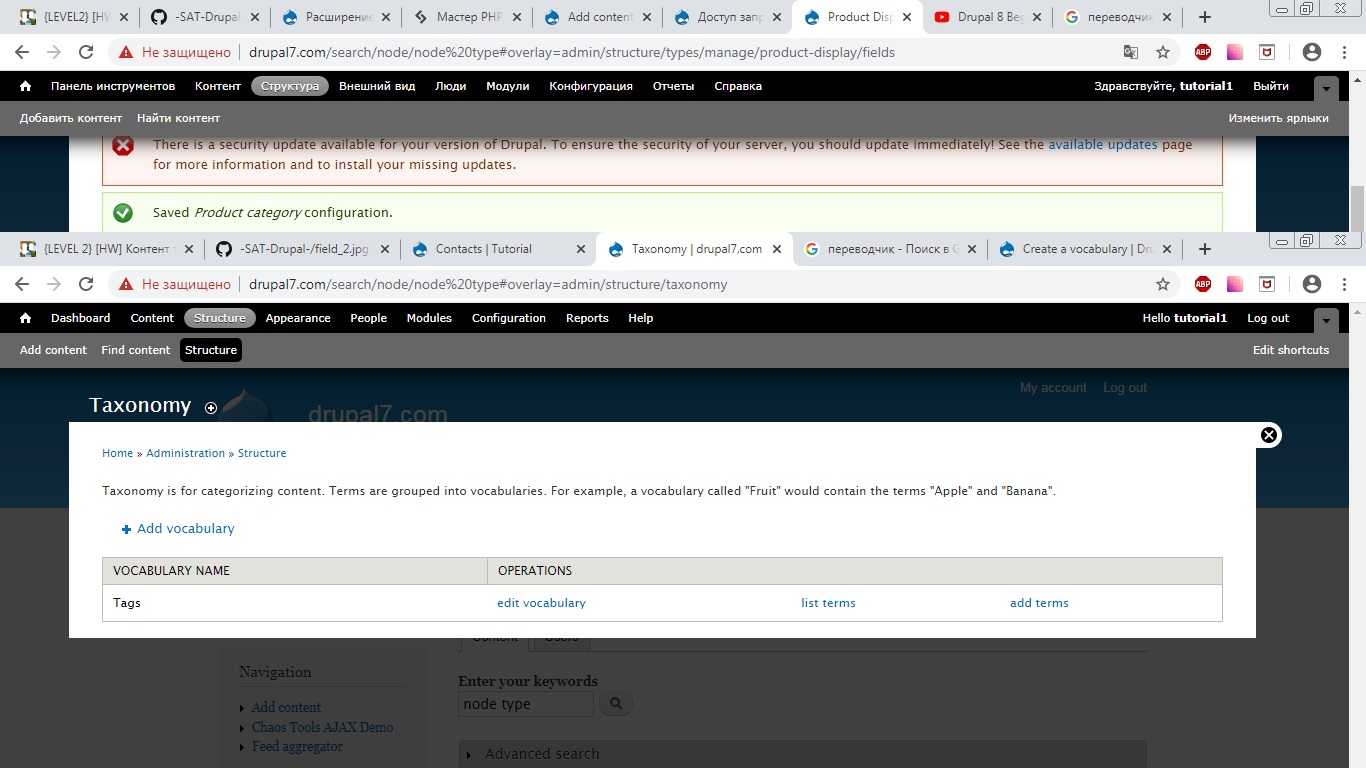 {LEVEL2} [HW
-SAT-Drupal
Расширение
Мастер PHP
Add content
Доступ запр
Product Disp
Drupal 8 Beg
переводчик
Не защищено drupal7.com/search/node/node%20type#overlay=admin/structure/types/manage/product-display/fields
ABP
Панель инструментов Контент Структура Внешний вид Люди Модули Конфигурация Отчеты Справка Здравствуйте, tutorial1 Выйти
Добавить контент Найти контент Изменить ярлыки
There is a security update available for your version of Drupal. To ensure the security of your server, you should update immediately! See the available updates page
for more information and to install your missing updates.
Saved Product category configuration.
{LEVEL 2} [HW] Контент
-SAT-Drupal-/field_2.jpg
Contacts | Tutorial
Taxonomy | drupal7.com
переводчик - Поиск в G
Create a vocabulary | Dru
Не защищено drupal7.com/search/node/node%20type#overlay=admin/structure/taxonomy
ABP
Dashboard Content Structure Appearance People Modules Configuration Reports Help Hello tutorial1 Log out
Add content Find content Structure Edit shortcuts
My account Log out
Taxonomy
drupal7.com
Home » Administration » Structure
Taxonomy is for categorizing content. Terms are grouped into vocabularies. For example, a vocabulary called "Fruit" would contain the terms "Apple" and "Banana".
Add vocabulary
VOCABULARY NAME OPERATIONS
Tags edit vocabulary list terms add terms
Content Users
Navigation
Enter your keywords
node type
Add content
Chaos Tools AJAX Demo
Feed aggregator
Advanced search